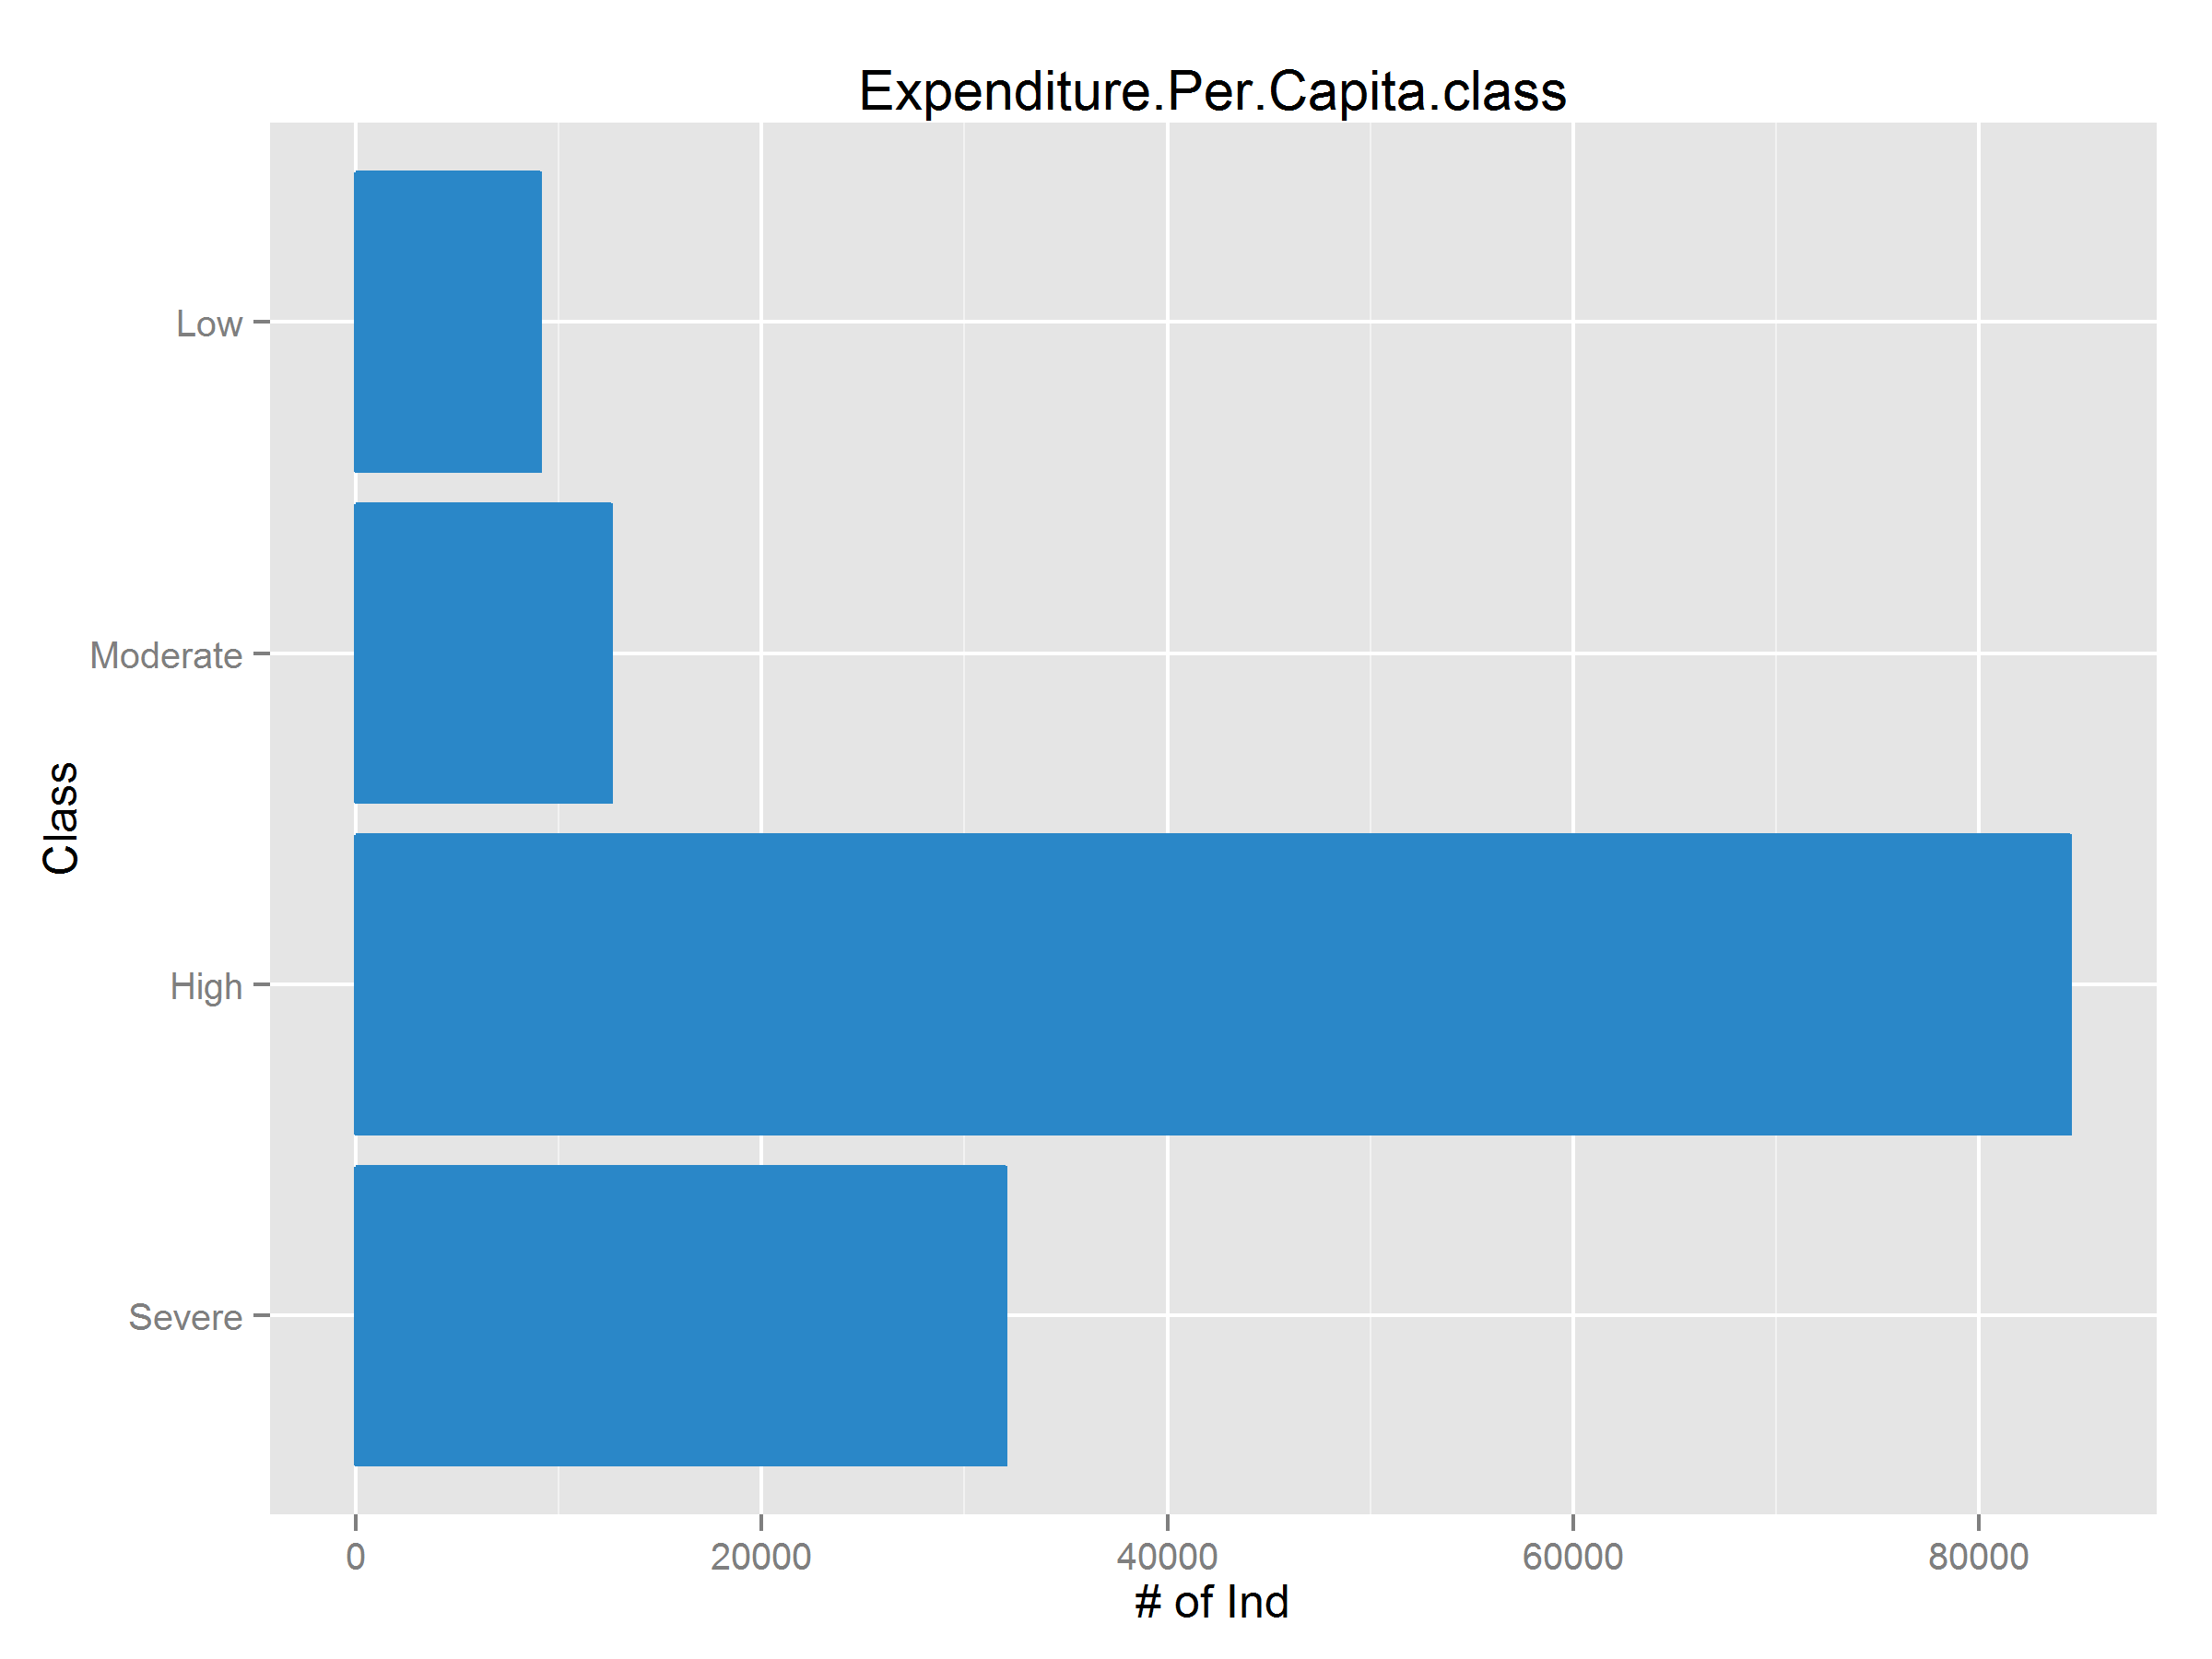 Expenditure.Per.Capita.class
Low
Moderate
High
Severe
Class
0 20000 40000 60000 80000
# of Ind